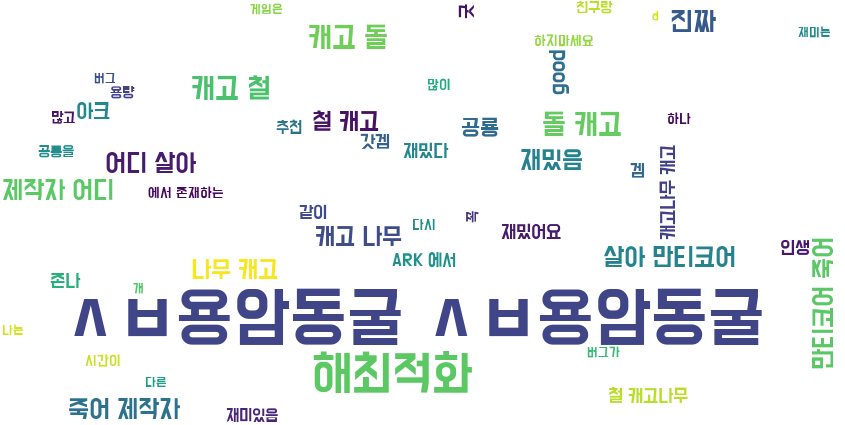 게임은
굿
친구랑
d
진짜
캐고 돌
재미는
하지마세요
good
버그
용량
캐고 철
많이
많고
아크
추천
철 캐고
갓겜
공룡
돌 캐고
하나
공룡을
어디 살아
재밌다
재밌음
겜
캐고나무 캐고
제작자 어디
에서 존재하는
같이
캐고 나무
다시
재밌어요
ARK 에서
살아 만티코어
인생
만티코어 죽어
존나
개
나무 캐고
ㅅㅂ용암동굴 ㅅㅂ용암동굴
나는
시간이
해최적화
버그가
다른
죽어 제작자
재미있음
철 캐고나무